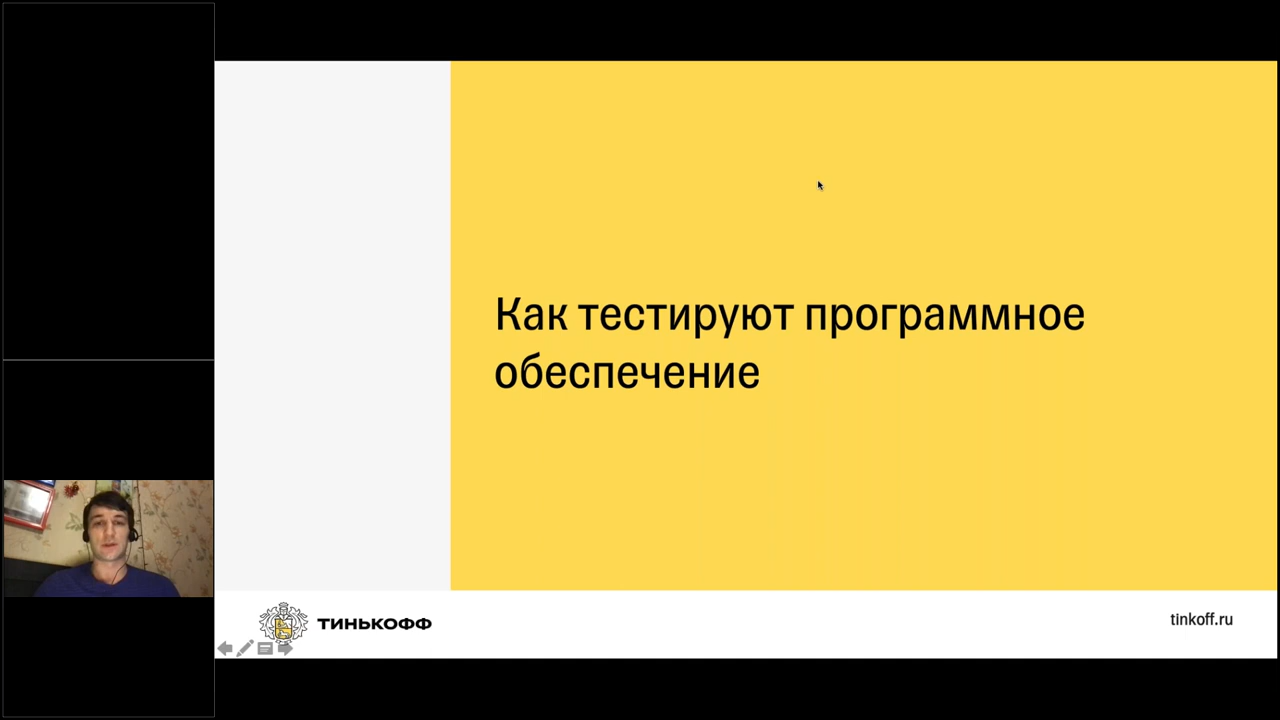 Как тестируют программное
обеспечение
ТИНЬКОФФ
tinkoff.ru